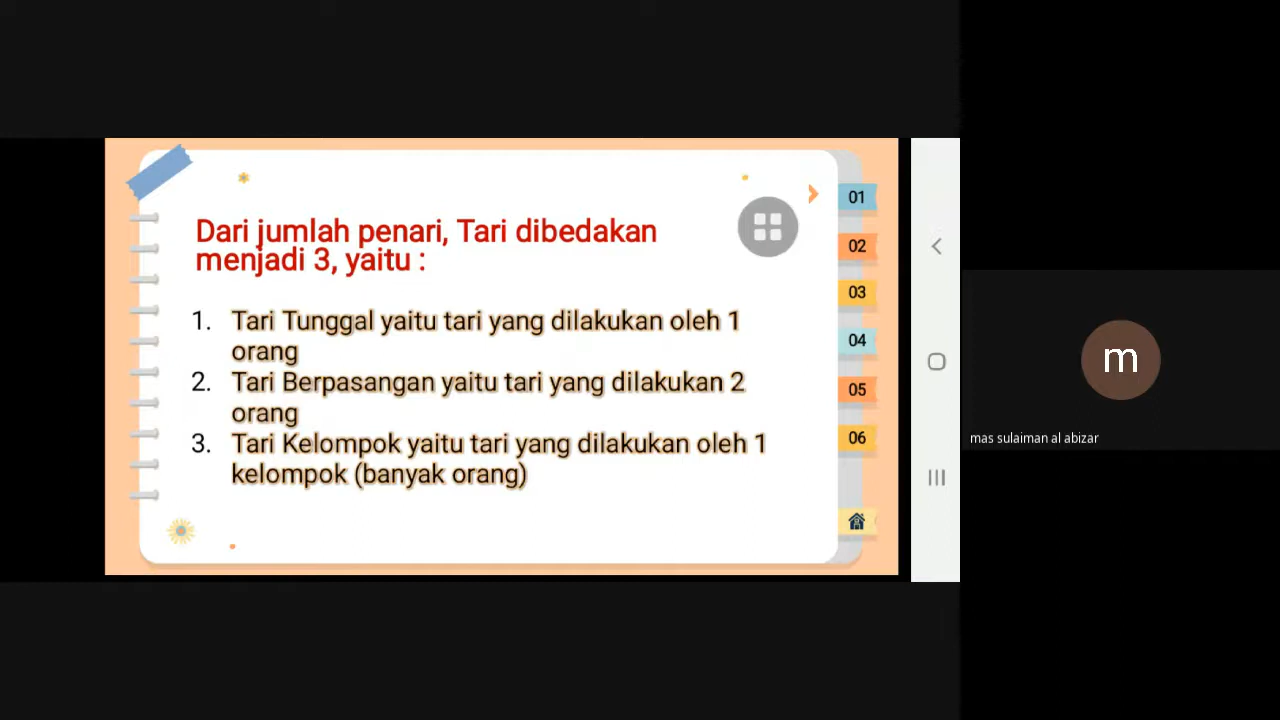 Dari jumlah penari, Tari dibedakan
menjadi 3, yaitu :
1. Tari Tunggal yaitu tari yang dilakukan oleh 1
orang
2. Tari Berpasangan yaitu tari yang dilakukan 2
orang
3. Tari Kelompok yaitu tari yang dilakukan oleh 1
kelompok (banyak orang)
01
02
03
04
05
06
m
mas sulaiman al abizar